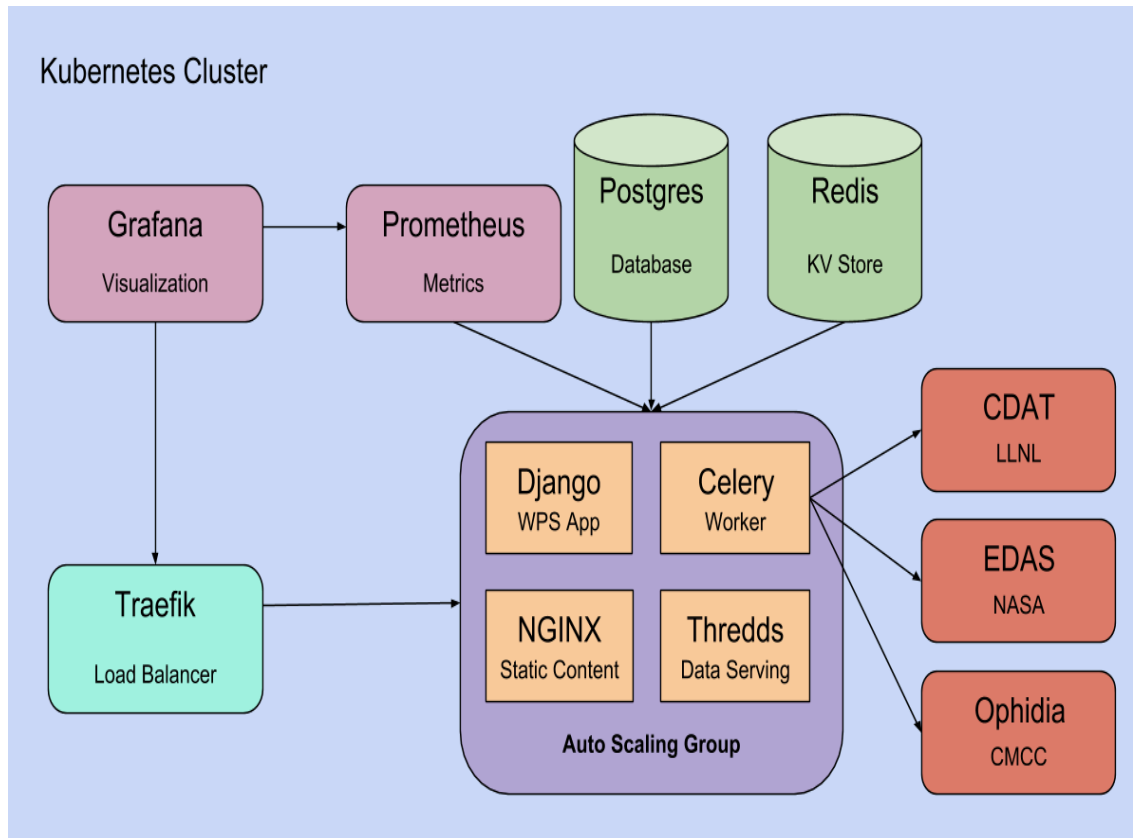 Kubernetes Cluster
Grafana
Visualization
Prometheus
Metrics
Postgres
Database
Redis
KV Store
CDAT
LLNL
Django
WPS App
Celery
Worker
EDAS
NASA
Traefik
Load Balancer
NGINX
Static Content
Thredds
Data Serving
Auto Scaling Group
Ophidia
CMCC